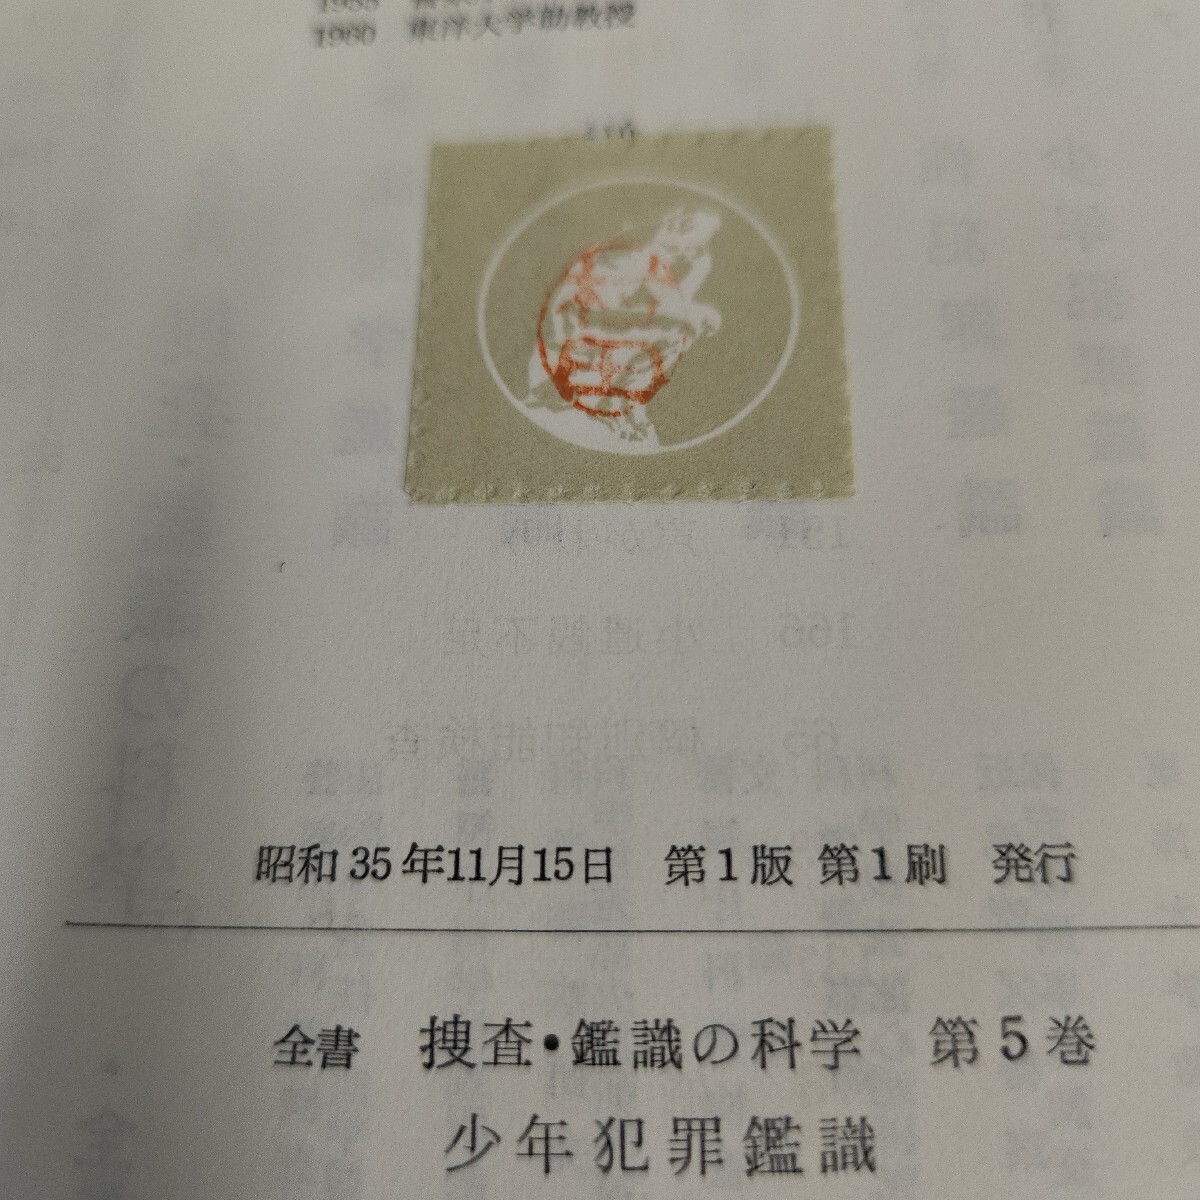 1960 東洋大学助教授
昭和35年11月15日 第1版 第1刷 発行
全書 捜査・鑑識の科学 第5巻
少年犯罪鑑識